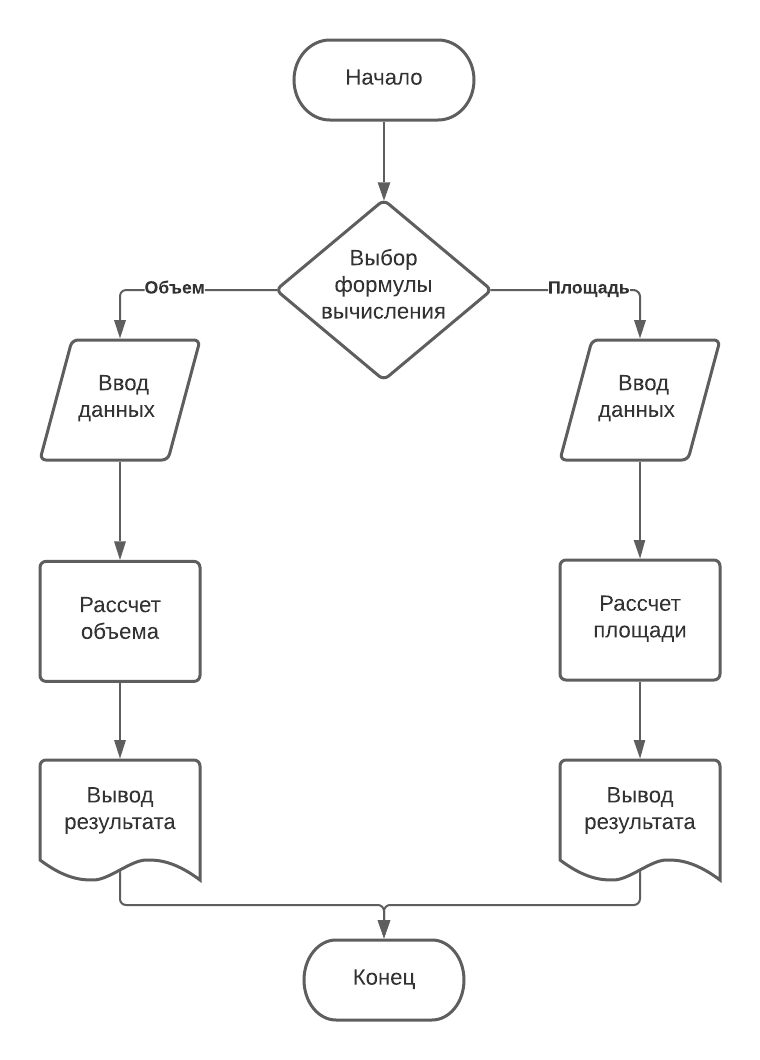 Начало
Выбор
формулы
вычисления
Объем
Площадь
Ввод
данных
Ввод
данных
Рассчет
объема
Рассчет
площади
Вывод
результата
Вывод
результата
Конец